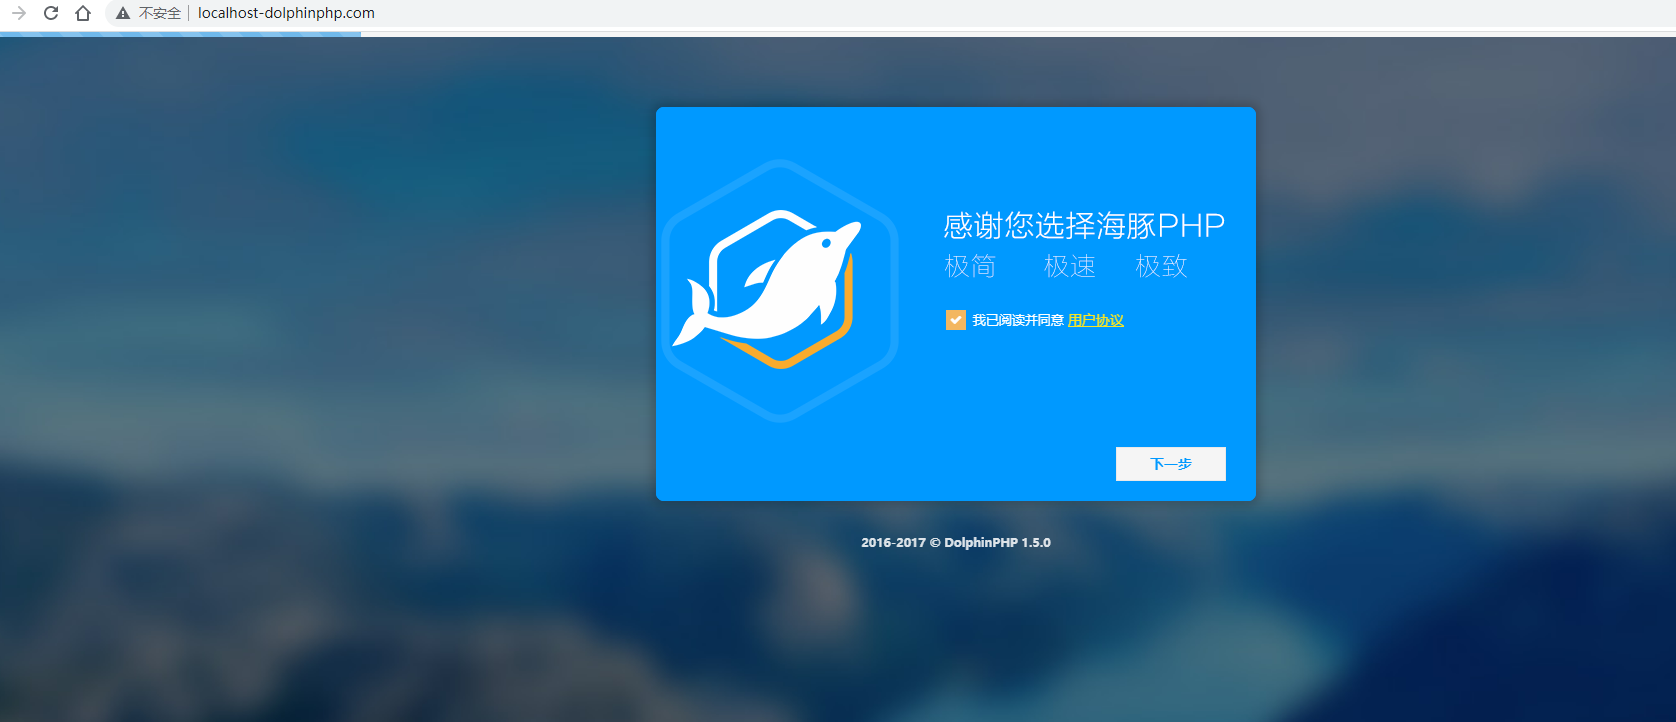 不安全 localhost-dolphinphp.com
感谢您选择海豚PHP
极简 极速 极致
我已阅读并同意 用户协议
下一步
2016-2017 © DolphinPHP 1.5.0